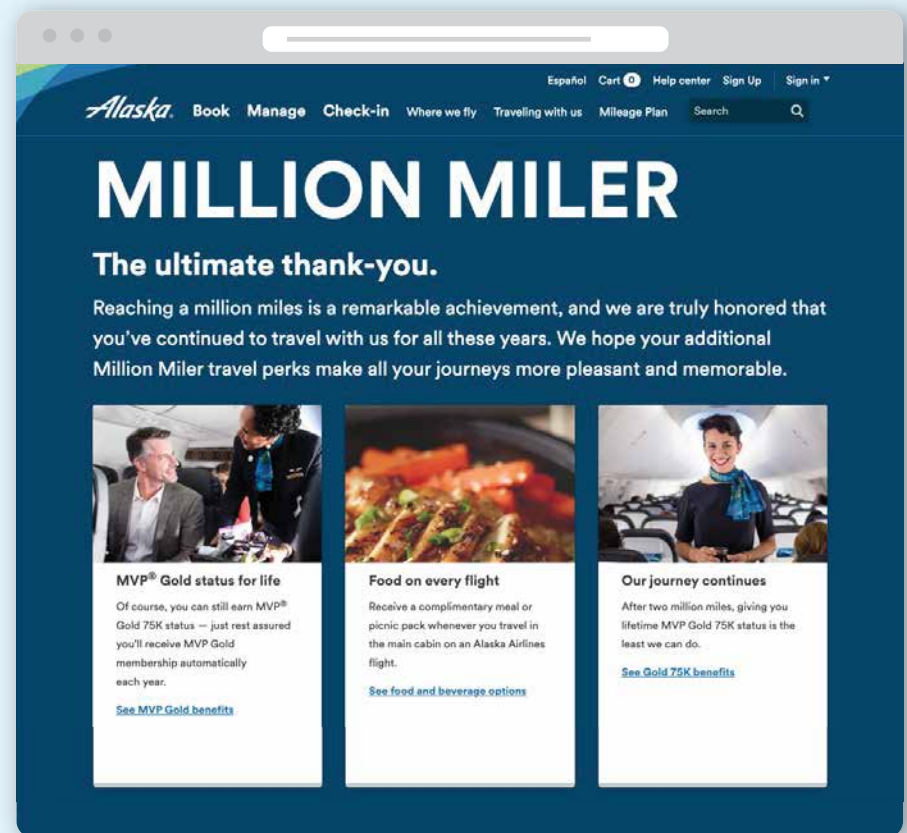 Español Cart 0 Help center Sign Up Sign in
Alaska. Book Manage Check-in Where we fly Traveling with us Mileage Plan Search
MILLION MILER
The ultimate thank-you.
Reaching a million miles is a remarkable achievement, and we are truly honored that
you've continued to travel with us for all these years. We hope your additional
Million Miler travel perks make all your journeys more pleasant and memorable.
MVP® Gold status for life
Of course, you can still earn MVP®
Gold 75K status — just rest assured
you'll receive MVP Gold
membership automatically
each year.
See MVP Gold benefits
Food on every flight
Receive a complimentary meal or
picnic pack whenever you travel in
the main cabin on an Alaska Airlines
flight.
See food and beverage options
Our journey continues
After two million miles, giving you
lifetime MVP Gold 75K status is the
least we can do.
See Gold 75K benefits